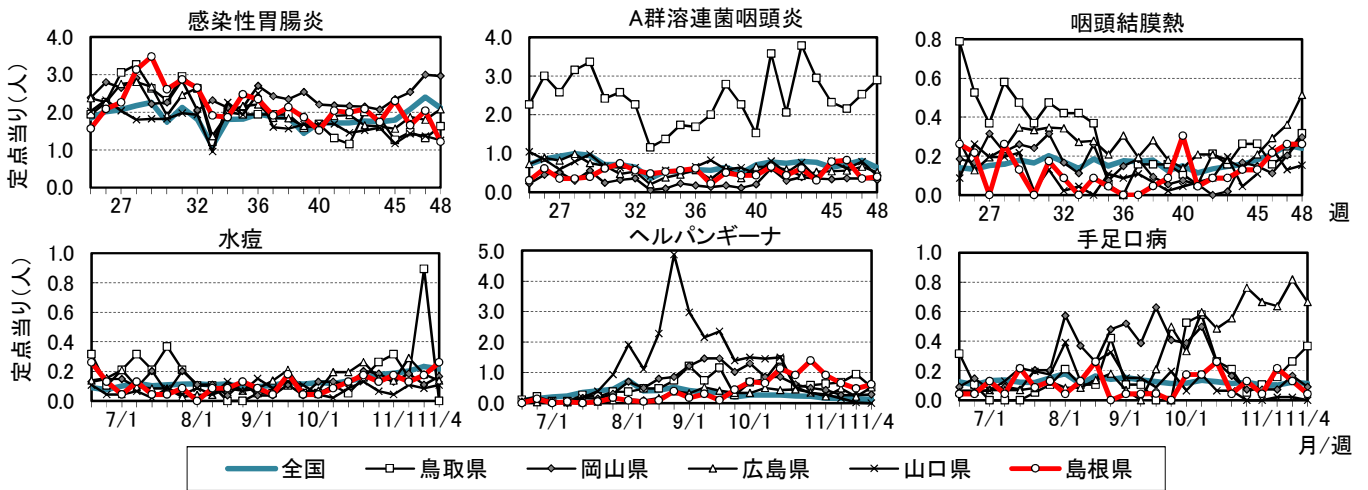 感染性胃腸炎
A群溶連菌咽頭炎
咽頭結膜熱
定点当り(人)
4.0
3.0
2.0
1.0
0.0
27 32 40 45 48
4.0
3.0
2.0
1.0
0.0
27 32 36 40 45 48
0.8
0.6
0.4
0.2
0.0
27 32 36 40 45 48 週
水痘
ヘルパンギーナ
手足口病
定点当り(人)
1.0
0.8
0.6
0.4
0.2
0.0
7/1 8/1 9/1 10/1 11/1 11/4
5.0
4.0
3.0
2.0
1.0
0.0
7/1 8/1 9/1 10/1 11/1 11/4
1.0
0.8
0.6
0.4
0.2
0.0
7/1 8/1 9/1 10/1 11/1 11/4
月/週
全国 鳥取県 岡山県 広島県 山口県 島根県